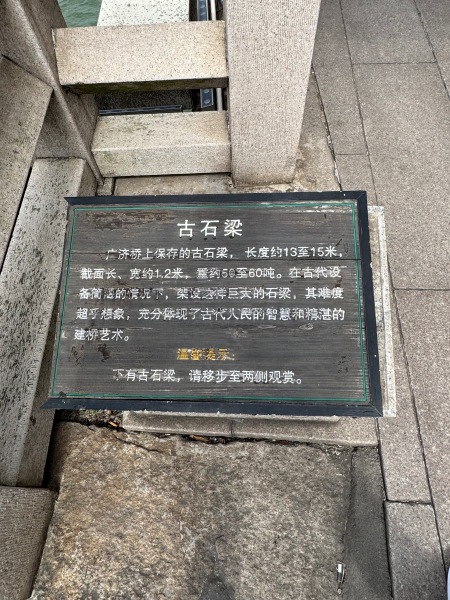 古石梁
广济桥上保存的古石梁，长度约13至15米，
截面长、宽约1.2米，重约50至60吨。在古代设
备简陋的情况下，架设这样巨大的石梁，其难度
超乎想象，充分体现了古代人民的智慧和精湛的
建桥艺术。
温馨提示：
下有古石梁，请移步至两侧观赏。